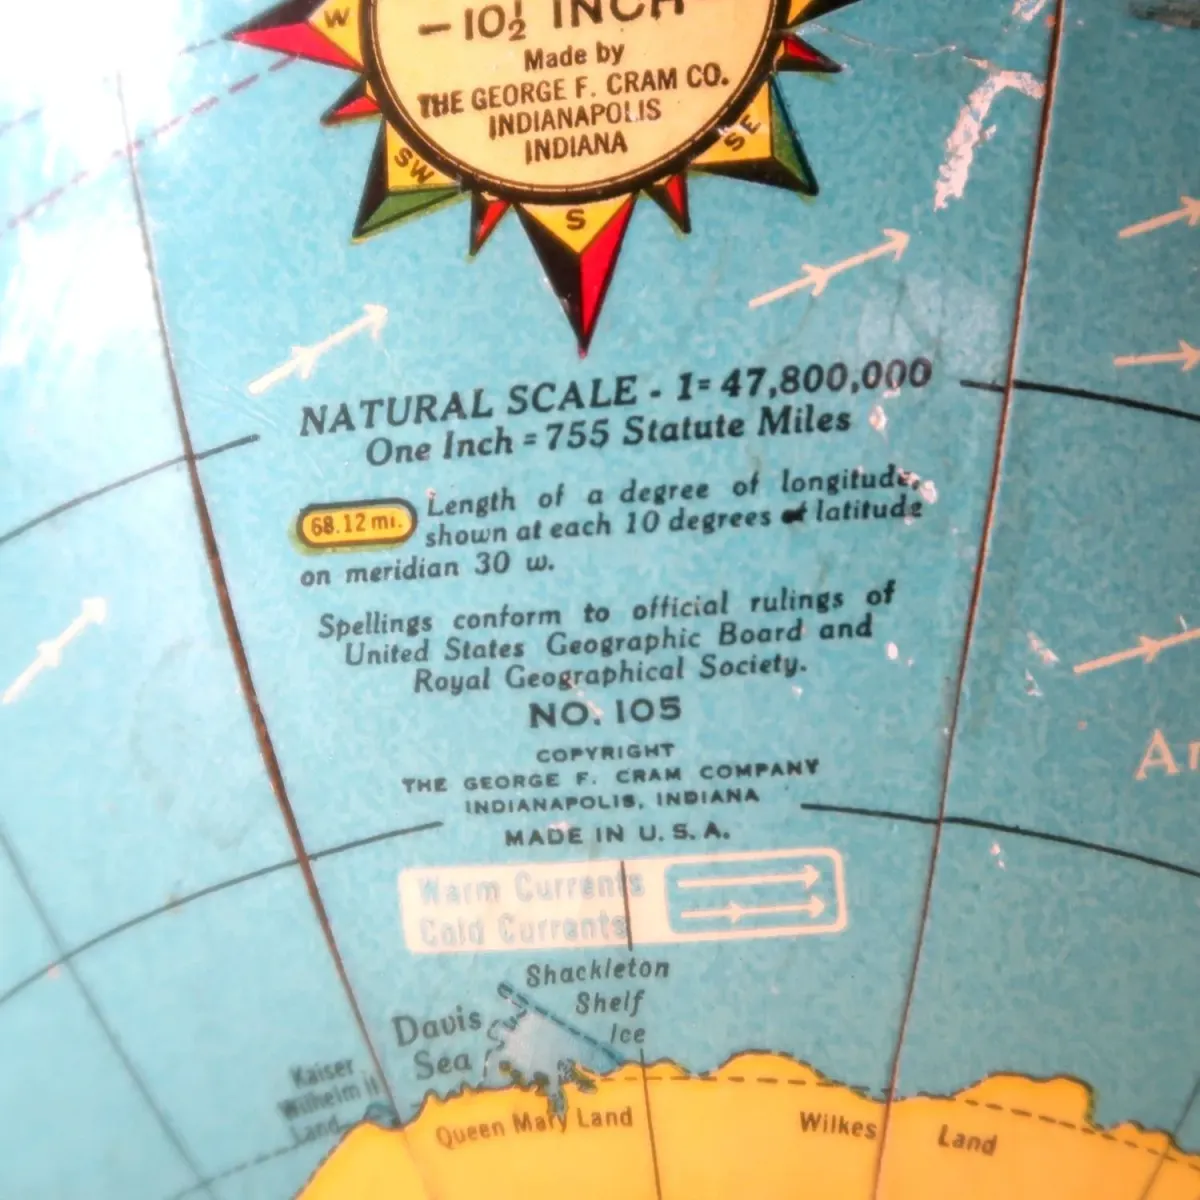 W
— 10½ INCH —
Made by
THE GEORGE F. CRAM CO.
INDIANAPOLIS
INDIANA
SW
SE
S
NATURAL SCALE - 1= 47,800,000
One Inch = 755 Statute Miles
68.12 mi.
Length of a degree of longitude,
shown at each 10 degrees of latitude
on meridian 30 w.
Spellings conform to official rulings of
United States Geographic Board and
Royal Geographical Society.
NO. 105
COPYRIGHT
THE GEORGE F. CRAM COMPANY
INDIANAPOLIS, INDIANA
MADE IN U. S. A.
Warm Currents
Cold Currents
Shackleton
Shelf
Ice
Davis
Sea
Kaiser
Wilhelm II
Land
Queen Mary Land
Wilkes Land